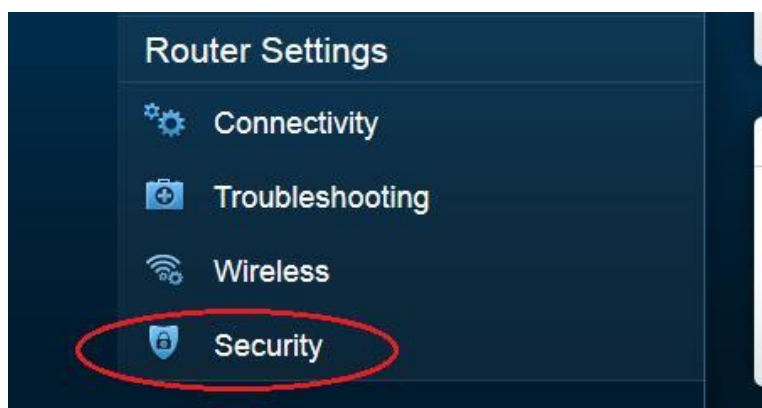 Router Settings
Connectivity
Troubleshooting
Wireless
Security